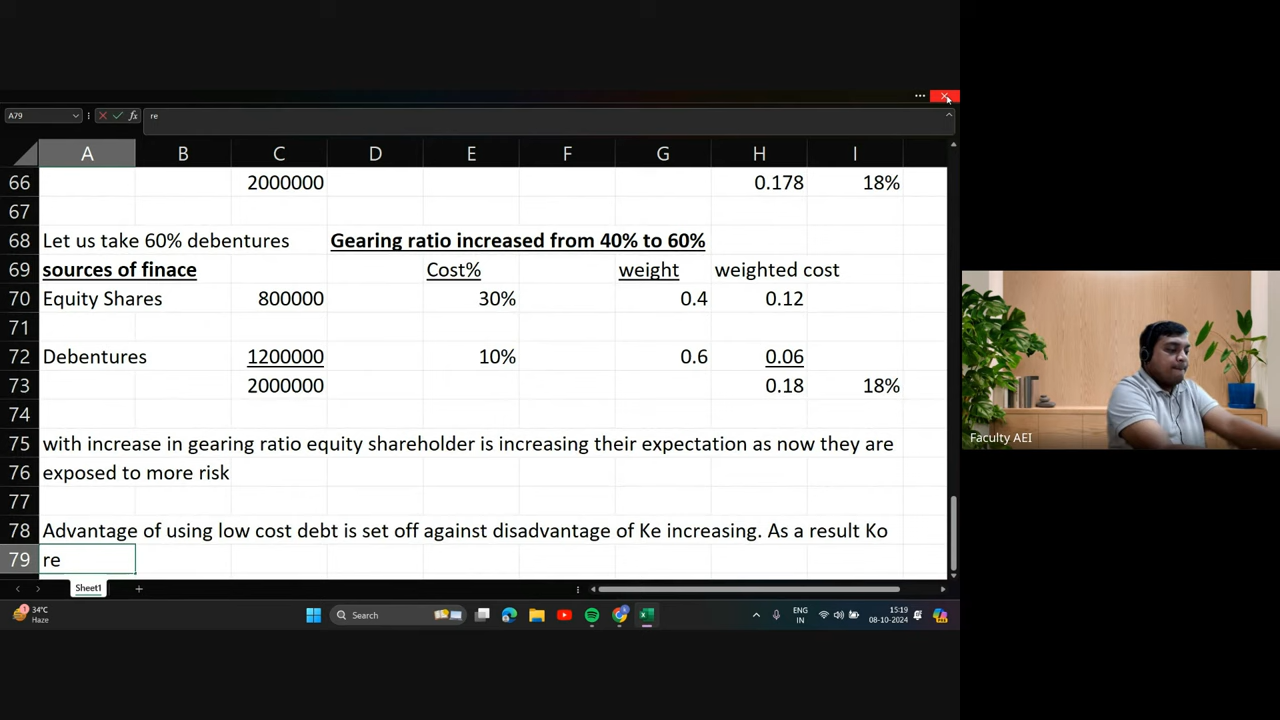 A79
fx
re
A B C D E F G H I
66 2000000 0.178 18%
67
68 Let us take 60% debentures Gearing ratio increased from 40% to 60%
69 sources of finace Cost% weight weighted cost
70 Equity Shares 800000 30% 0.4 0.12
71
72 Debentures 1200000 10% 0.6 0.06
73 2000000 0.18 18%
74
75 with increase in gearing ratio equity shareholder is increasing their expectation as now they are
76 exposed to more risk
77
78 Advantage of using low cost debt is set off against disadvantage of Ke increasing. As a result Ko
79 re
Sheet1
Faculty AEI
1 34°C
Haze
Search
ENG
IN
15:19
08-10-2024